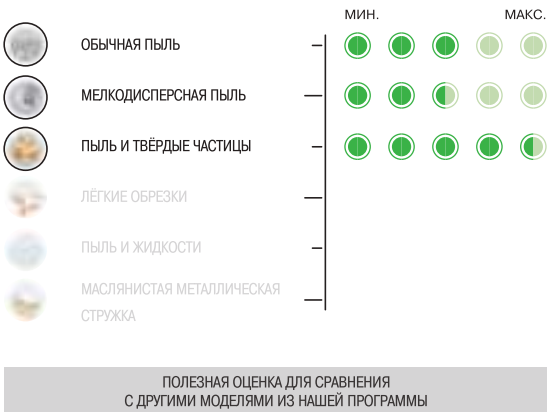 МИН. МАКС.
ОБЫЧНАЯ ПЫЛЬ
МЕЛКОДИСПЕРСНАЯ ПЫЛЬ
ПЫЛЬ И ТВЁРДЫЕ ЧАСТИЦЫ
ЛЁГКИЕ ОБРЕЗКИ
ПЫЛЬ И ЖИДКОСТИ
МАСЛЯНИСТАЯ МЕТАЛЛИЧЕСКАЯ
СТРУЖКА
ПОЛЕЗНАЯ ОЦЕНКА ДЛЯ СРАВНЕНИЯ
С ДРУГИМИ МОДЕЛЯМИ ИЗ НАШЕЙ ПРОГРАММЫ